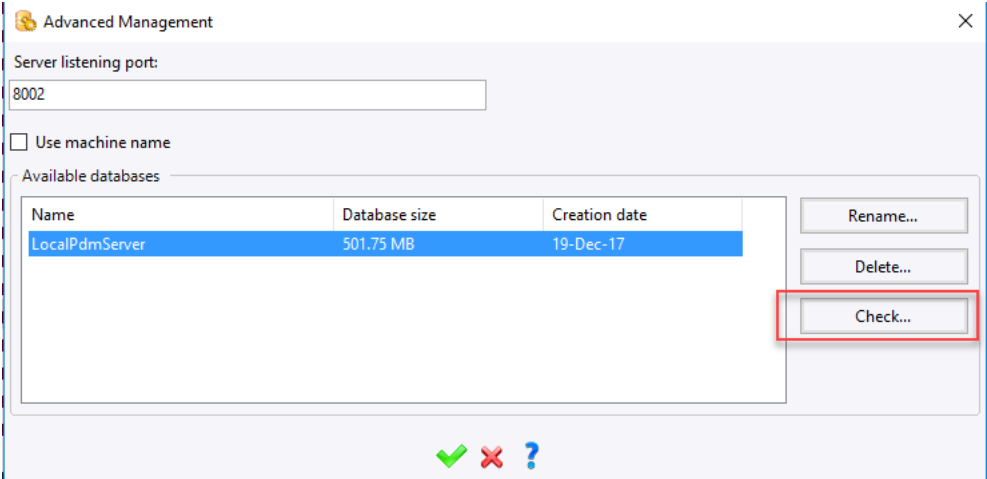 Advanced Management
Server listening port:
8002
Use machine name
Available databases
Name Database size Creation date
LocalPdmServer 501.75 MB 19-Dec-17
Rename...
Delete...
Check...